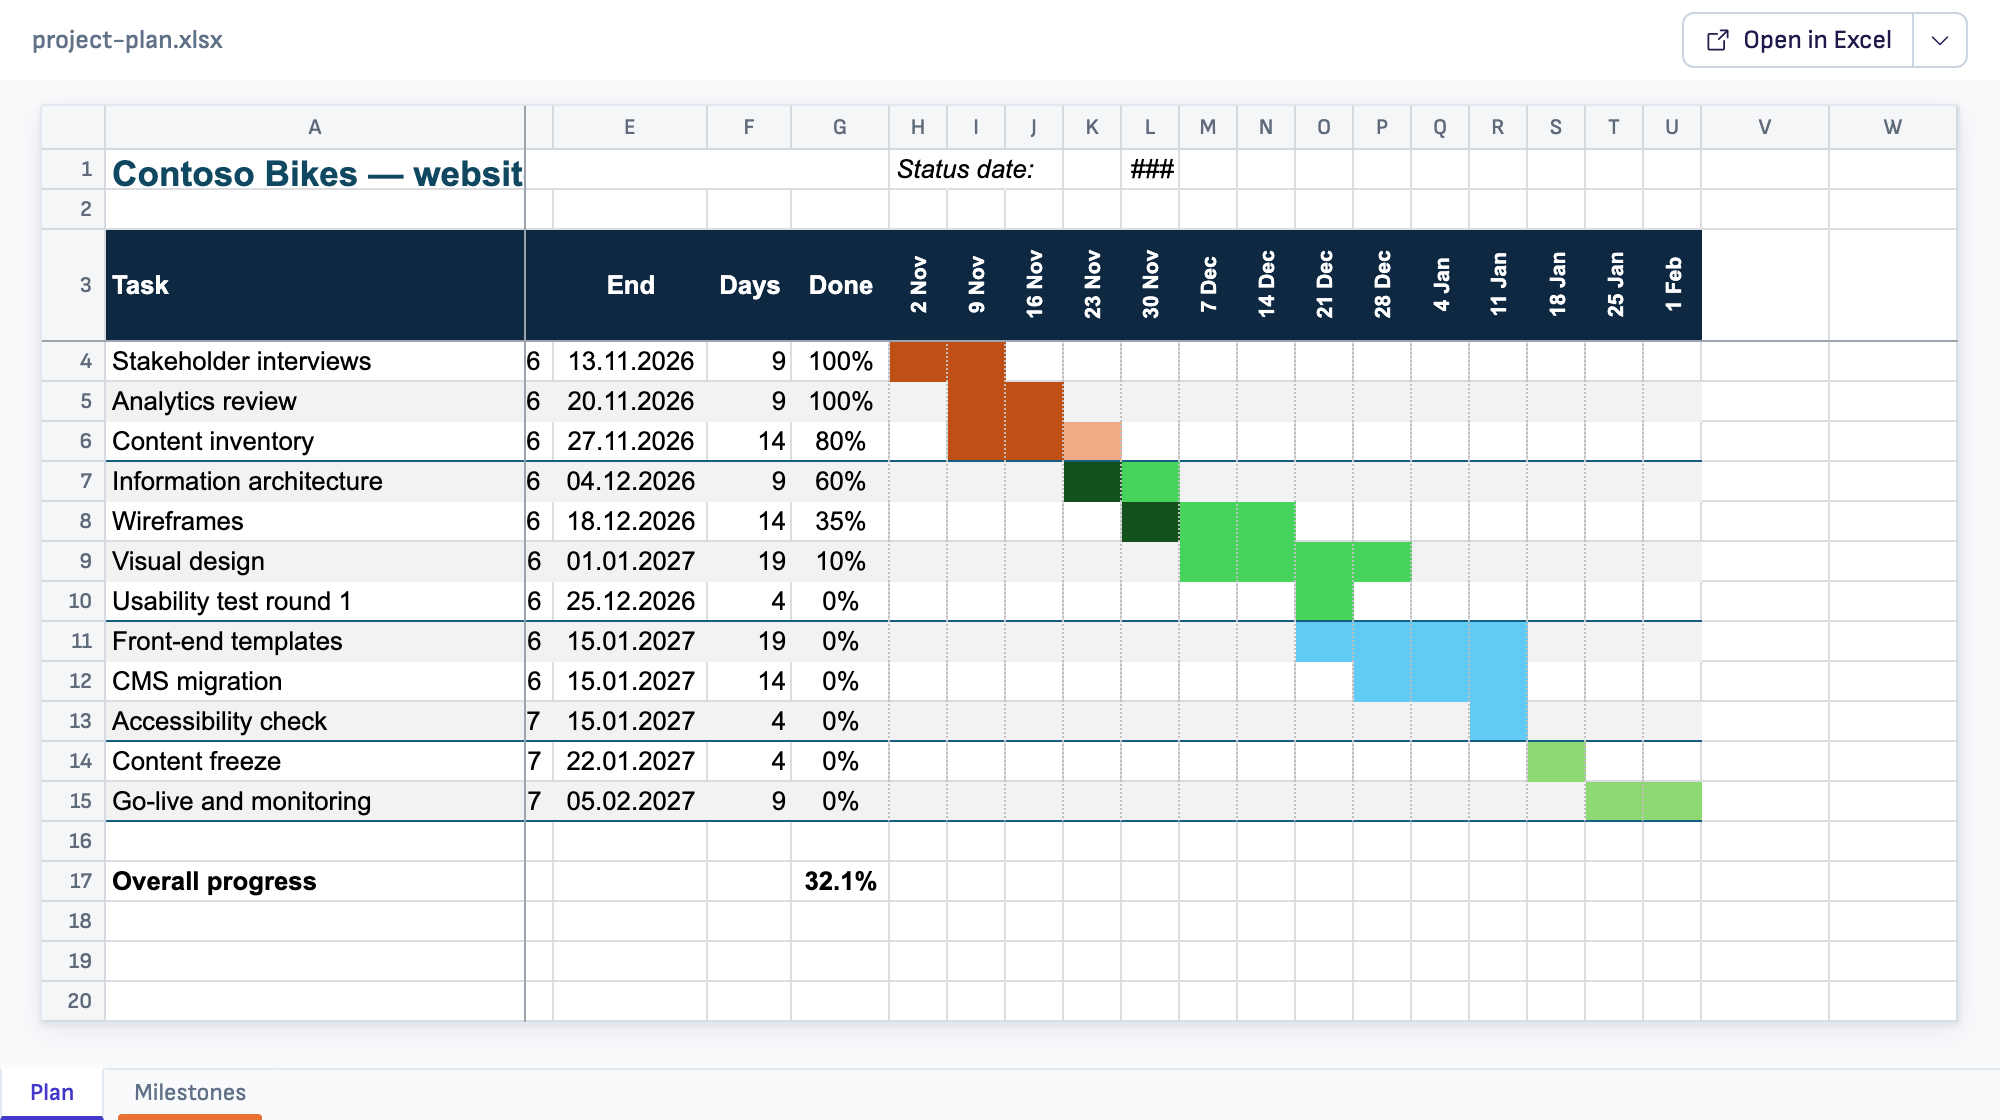 project-plan.xlsx
Open in Excel
A E F G H I J K L M N O P Q R S T U V W
1 Contoso Bikes — websit Status date: ###
2
3 Task End Days Done 2 Nov 9 Nov 16 Nov 23 Nov 30 Nov 7 Dec 14 Dec 21 Dec 28 Dec 4 Jan 11 Jan 18 Jan 25 Jan 1 Feb
4 Stakeholder interviews 6 13.11.2026 9 100%
5 Analytics review 6 20.11.2026 9 100%
6 Content inventory 6 27.11.2026 14 80%
7 Information architecture 6 04.12.2026 9 60%
8 Wireframes 6 18.12.2026 14 35%
9 Visual design 6 01.01.2027 19 10%
10 Usability test round 1 6 25.12.2026 4 0%
11 Front-end templates 6 15.01.2027 19 0%
12 CMS migration 6 15.01.2027 14 0%
13 Accessibility check 7 15.01.2027 4 0%
14 Content freeze 7 22.01.2027 4 0%
15 Go-live and monitoring 7 05.02.2027 9 0%
16
17 Overall progress 32.1%
18
19
20
Plan Milestones